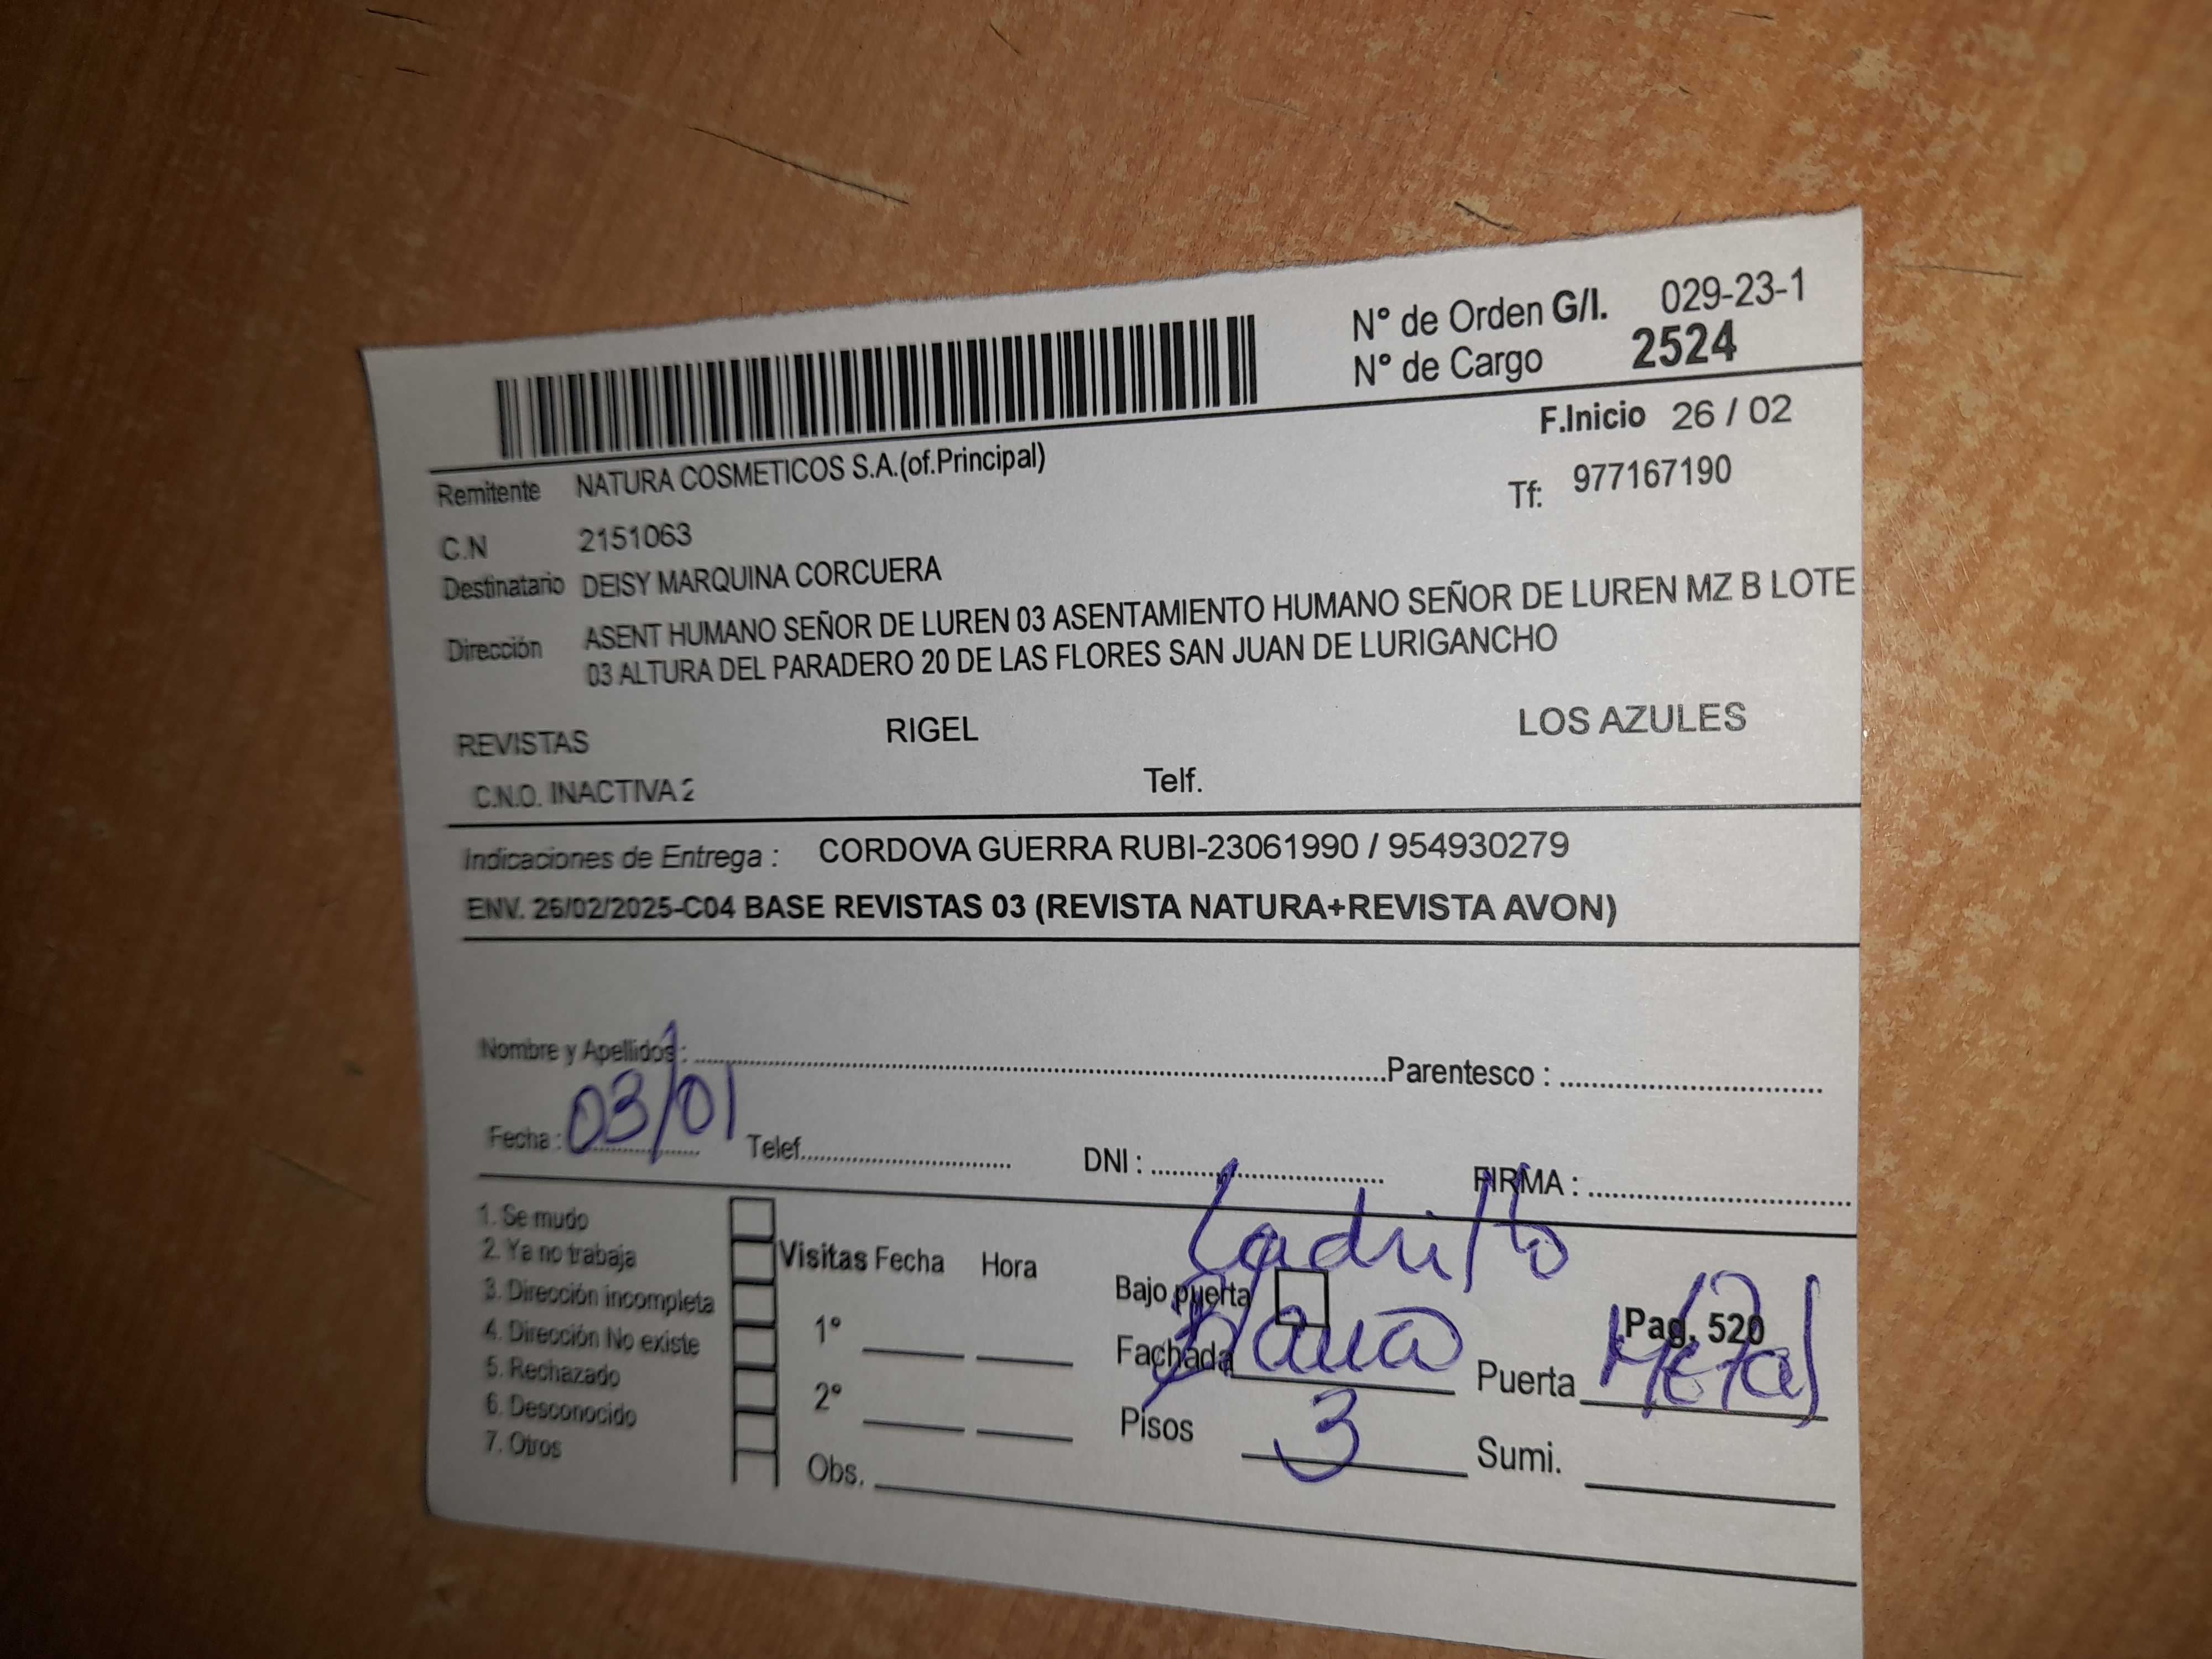 N° de Orden G/I. 029-23-1
N° de Cargo 2524
F.Inicio 26 / 02
Remitente NATURA COSMETICOS S.A.(of.Principal)
Tf: 977167190
C.N 2151063
Destinatario DEISY MARQUINA CORCUERA
Dirección ASENT HUMANO SEÑOR DE LUREN 03 ASENTAMIENTO HUMANO SEÑOR DE LUREN MZ B LOTE
03 ALTURA DEL PARADERO 20 DE LAS FLORES SAN JUAN DE LURIGANCHO
REVISTAS RIGEL LOS AZULES
C.N.O. INACTIVA 2 Telf.
Indicaciones de Entrega : CORDOVA GUERRA RUBI-23061990 / 954930279
ENV. 26/02/2025-C04 BASE REVISTAS 03 (REVISTA NATURA+REVISTA AVON)
Nombre y Apellidos : Parentesco :
Fecha : 03/01 Telef. DNI : FIRMA :
1. Se mudo
2. Ya no trabaja
3. Dirección incompleta
4. Dirección No existe
5. Rechazado
6. Desconocido
7. Otros
Visitas Fecha Hora
1°
2°
Obs.
Ladrillo
Bajo puerta
Pag. 520
Fachada Puerta Metal
Pisos 3 Sumi.